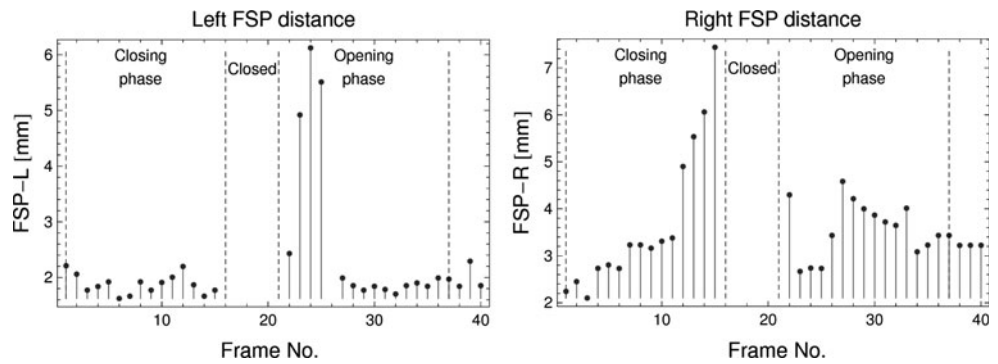 Left FSP distance
FSP−L [mm]
6
5
4
3
2
Closing
phase
Closed
Opening
phase
0 10 20 30 40
Frame No.
Right FSP distance
FSP−R [mm]
7
6
5
4
3
2
Closing
phase
Closed
Opening
phase
0 10 20 30 40
Frame No.